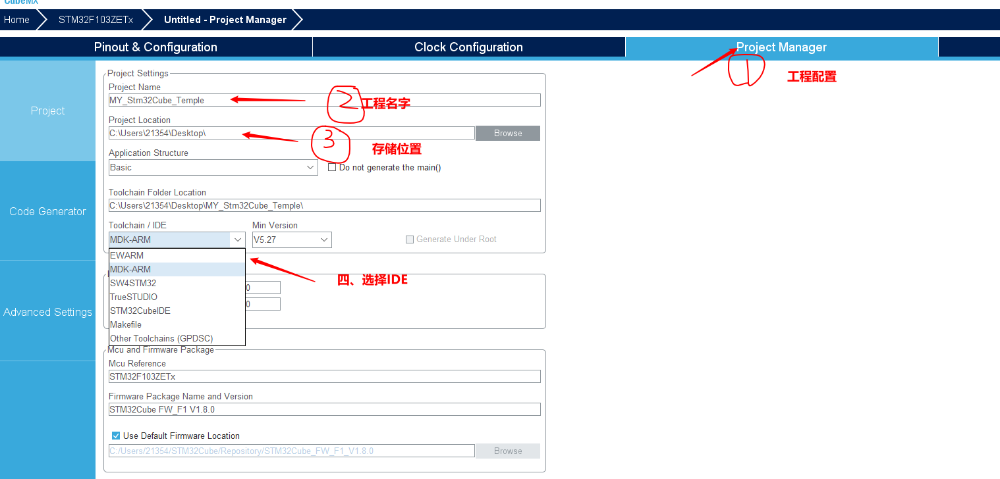 CubeMX
Home STM32F103ZETx Untitled - Project Manager
Pinout & Configuration Clock Configuration Project Manager
1 工程配置
Project
Code Generator
Advanced Settings
Project Settings
Project Name
MY_Stm32Cube_Temple
2 工程名字
Project Location
C:\Users\21354\Desktop\ Browse
3 存储位置
Application Structure
Basic Do not generate the main()
Toolchain Folder Location
C:\Users\21354\Desktop\MY_Stm32Cube_Temple\
Toolchain / IDE Min Version
MDK-ARM V5.27 Generate Under Root
EWARM
MDK-ARM
SW4STM32
TrueSTUDIO
STM32CubeIDE
Makefile
Other Toolchains (GPDSC)
四、选择IDE
0
0
Mcu and Firmware Package
Mcu Reference
STM32F103ZETx
Firmware Package Name and Version
STM32Cube FW_F1 V1.8.0
Use Default Firmware Location
C:/Users/21354/STM32Cube/Repository/STM32Cube_FW_F1_V1.8.0 Browse